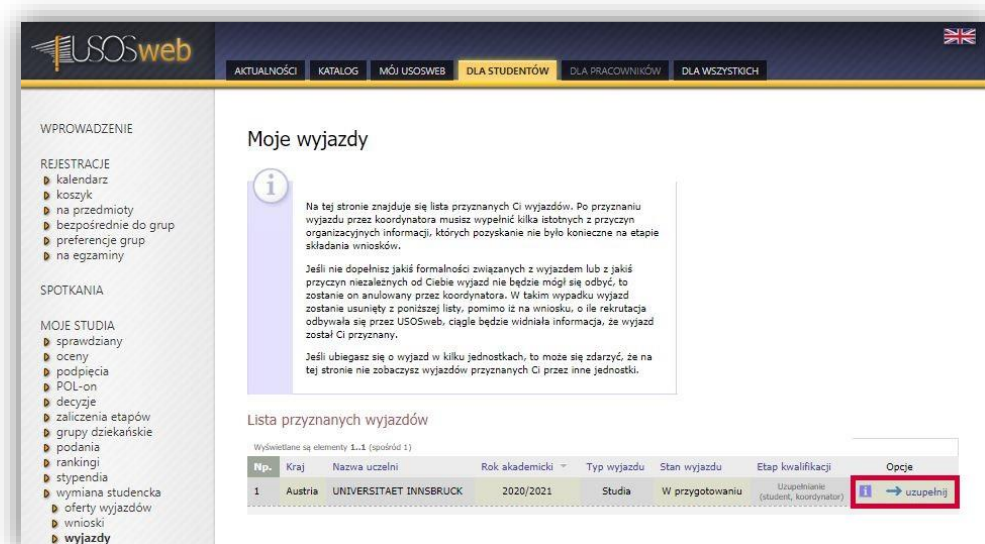 USOSweb
AKTUALNOŚCI KATALOG MÓJ USOSWEB DLA STUDENTÓW DLA PRACOWNIKÓW DLA WSZYSTKICH
WPROWADZENIE
REJESTRACJE
kalendarz
koszyk
na przedmioty
bezpośrednie do grup
preferencje grup
na egzaminy
SPOTKANIA
MOJE STUDIA
sprawdziany
oceny
podpięcia
POL-on
decyzje
zaliczenia etapów
grupy dziekańskie
podania
rankingi
stypendia
wymiana studencka
oferty wyjazdów
wnioski
wyjazdy
Moje wyjazdy
i
Na tej stronie znajduje się lista przyznanych Ci wyjazdów. Po przyznaniu
wyjazdu przez koordynatora musisz wypełnić kilka istotnych z przyczyn
organizacyjnych informacji, których pozyskanie nie było konieczne na etapie
składania wniosków.
Jeśli nie dopełnisz jakiś formalności związanych z wyjazdem lub z jakiś
przyczyn niezależnych od Ciebie wyjazd nie będzie mógł się odbyć, to
zostanie on anulowany przez koordynatora. W takim wypadku wyjazd
zostanie usunięty z poniższej listy, pomimo iż na wniosku, o ile rekrutacja
odbywała się przez USOSweb, ciągle będzie widniała informacja, że wyjazd
został Ci przyznany.
Jeśli ubiegasz się o wyjazd w kilku jednostkach, to może się zdarzyć, że na
tej stronie nie zobaczysz wyjazdów przyznanych Ci przez inne jednostki.
Lista przyznanych wyjazdów
Wyświetlane są elementy 1..1 (spośród 1)
Np. Kraj Nazwa uczelni Rok akademicki Typ wyjazdu Stan wyjazdu Etap kwalifikacji Opcje
1 Austria UNIVERSITAET INNSBRUCK 2020/2021 Studia W przygotowaniu Uzupełnianie (student, koordynator) i uzupełnij